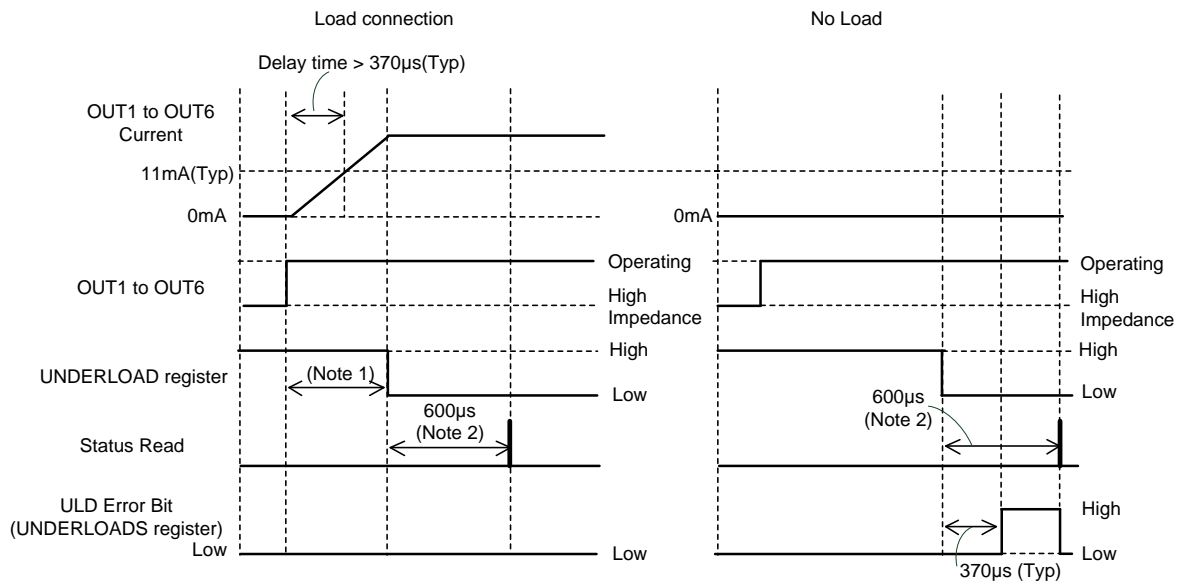 Load connection
No Load
Delay time > 370µs(Typ)
OUT1 to OUT6
Current
11mA(Typ)
0mA
0mA
OUT1 to OUT6
Operating
High
Impedance
Operating
High
Impedance
UNDERLOAD register
(Note 1)
High
Low
High
Low
Status Read
600µs
(Note 2)
600µs
(Note 2)
ULD Error Bit
(UNDERLOADS register)
Low
Low
High
Low
370µs (Typ)